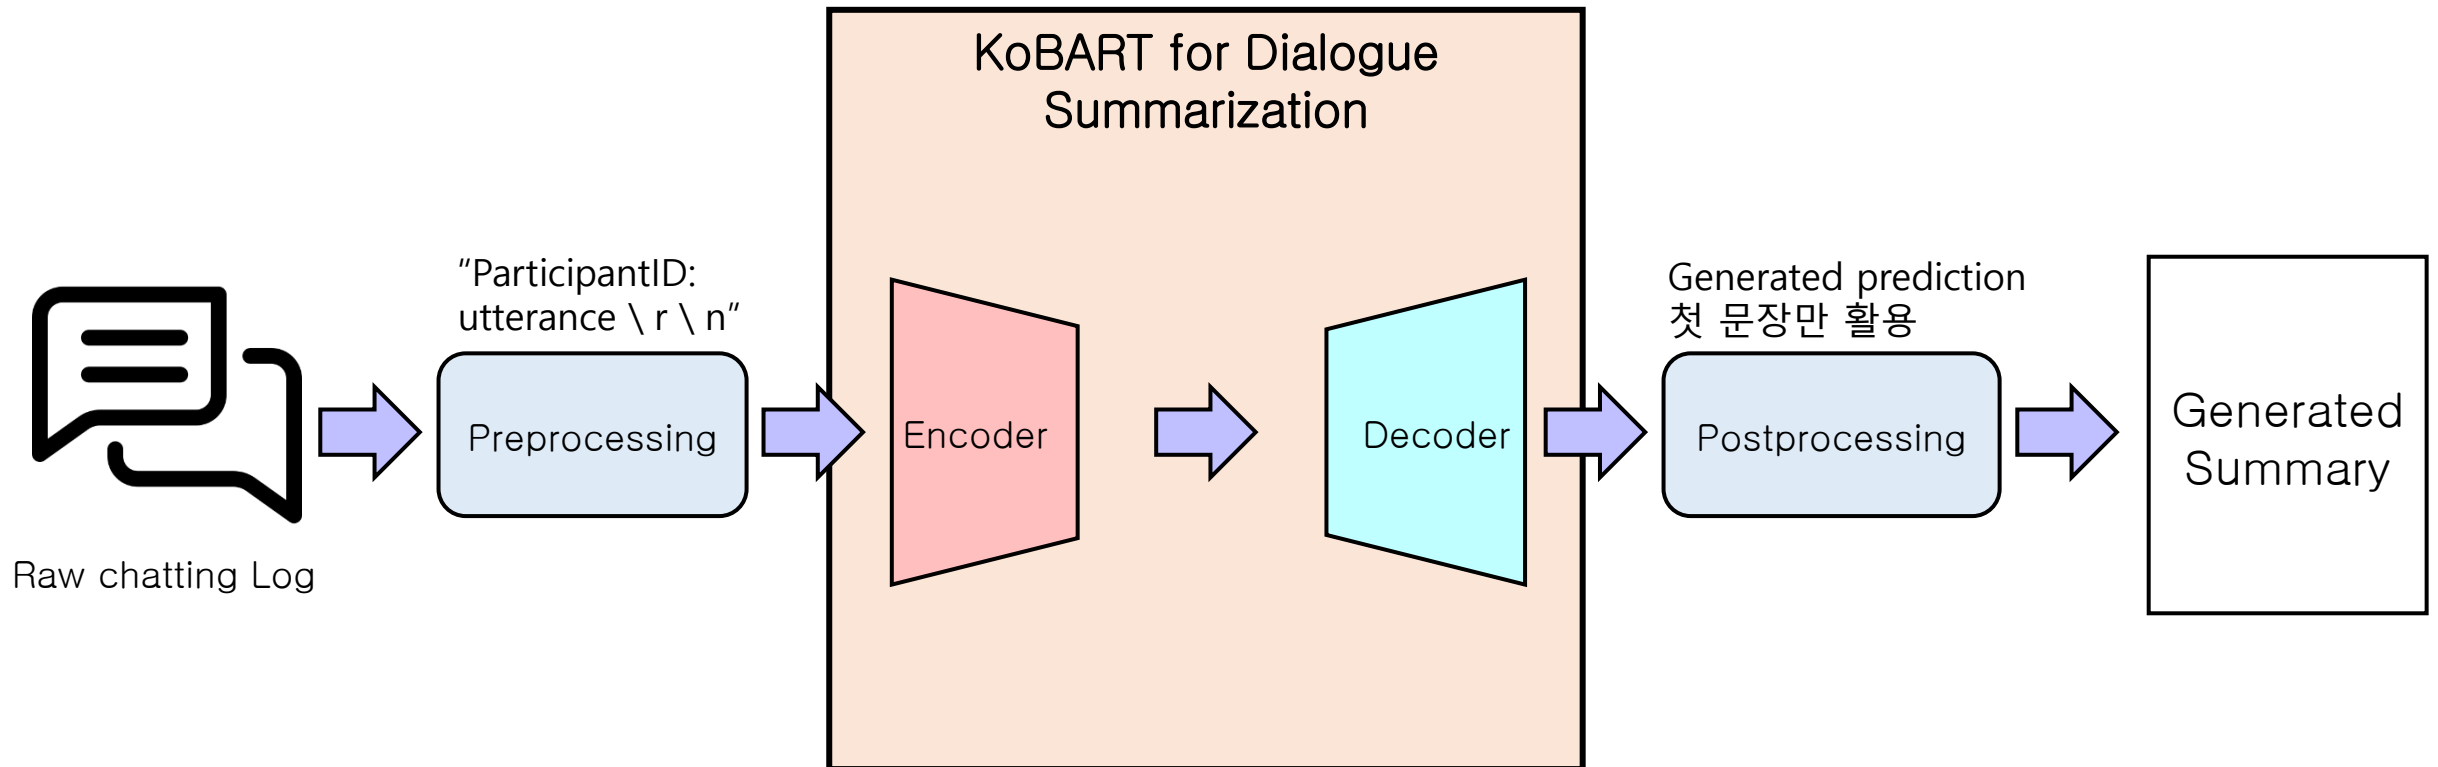 KoBART for Dialogue
Summarization
Raw chatting Log
"ParticipantID:
utterance \ r \ n"
Preprocessing
Encoder
Decoder
Generated prediction
첫 문장만 활용
Postprocessing
Generated
Summary